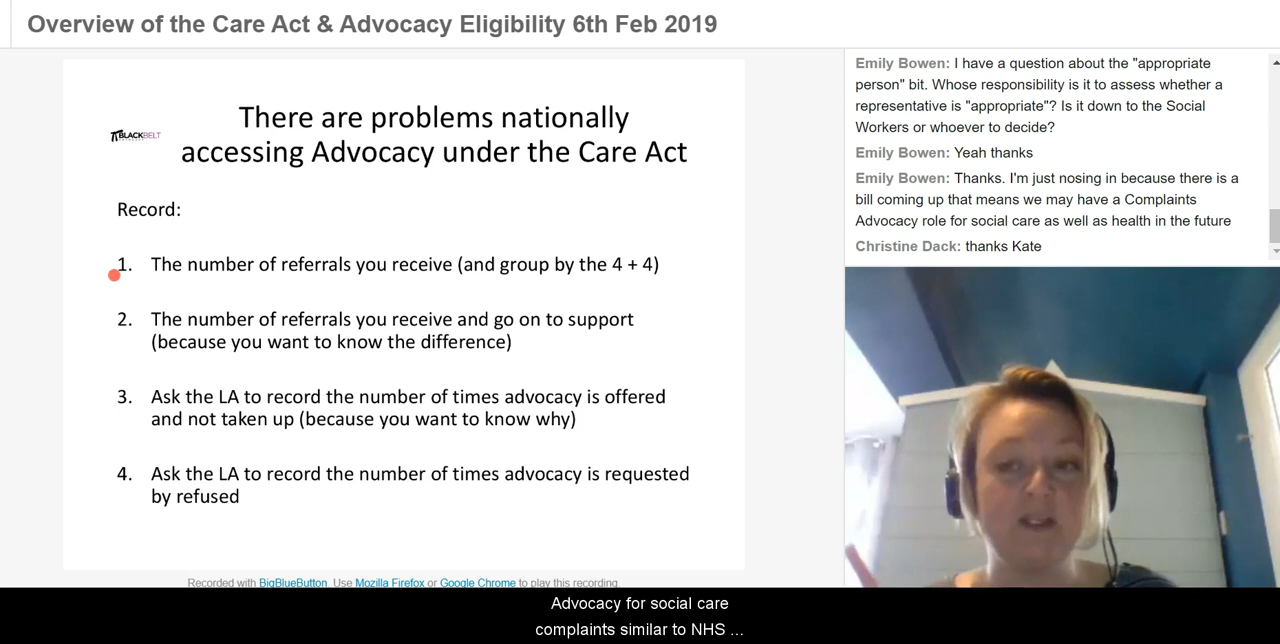 Overview of the Care Act & Advocacy Eligibility 6th Feb 2019
BLACKBELT
There are problems nationally
accessing Advocacy under the Care Act
Record:
1. The number of referrals you receive (and group by the 4 + 4)
2. The number of referrals you receive and go on to support
(because you want to know the difference)
3. Ask the LA to record the number of times advocacy is offered
and not taken up (because you want to know why)
4. Ask the LA to record the number of times advocacy is requested
by refused
Recorded with BigBlueButton. Use Mozilla Firefox or Google Chrome to play this recording.
Emily Bowen: I have a question about the "appropriate
person" bit. Whose responsibility is it to assess whether a
representative is "appropriate"? Is it down to the Social
Workers or whoever to decide?
Emily Bowen: Yeah thanks
Emily Bowen: Thanks. I'm just nosing in because there is a
bill coming up that means we may have a Complaints
Advocacy role for social care as well as health in the future
Christine Dack: thanks Kate
Advocacy for social care
complaints similar to NHS ...